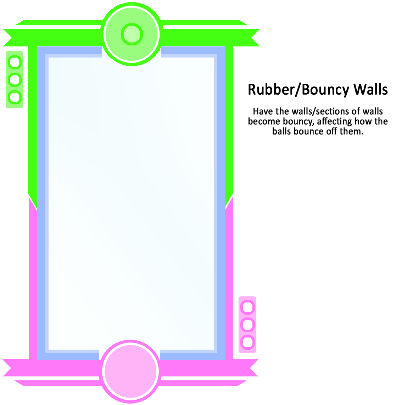 Rubber/Bouncy Walls
Have the walls/sections of walls
become bouncy, affecting how the
balls bounce off them.